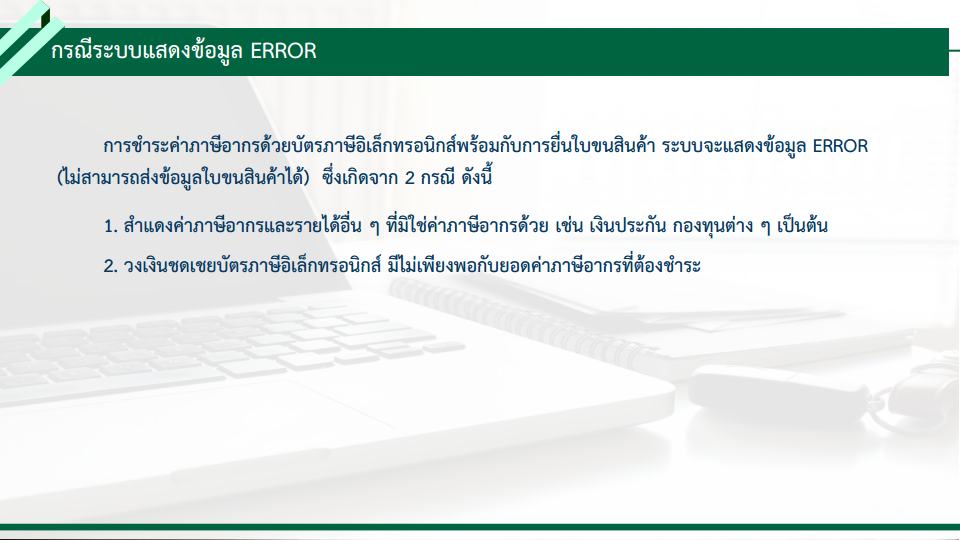 กรณีระบบแสดงข้อมูล ERROR
การชำระค่าภาษีอากรด้วยบัตรภาษีอิเล็กทรอนิกส์พร้อมกับการยื่นใบขนสินค้า ระบบจะแสดงข้อมูล ERROR
(ไม่สามารถส่งข้อมูลใบขนสินค้าได้) ซึ่งเกิดจาก 2 กรณี ดังนี้
1. สำแดงค่าภาษีอากรและรายได้อื่น ๆ ที่มิใช่ค่าภาษีอากรด้วย เช่น เงินประกัน กองทุนต่าง ๆ เป็นต้น
2. วงเงินชดเชยบัตรภาษีอิเล็กทรอนิกส์ มีไม่เพียงพอกับยอดค่าภาษีอากรที่ต้องชำระ